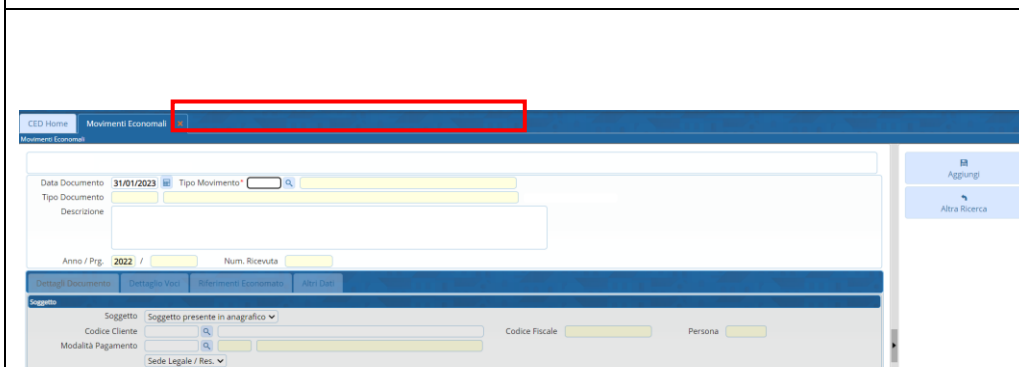 CED Home Movimenti Economali ×
Movimenti Economali
Aggiungi
Altra Ricerca
Data Documento 31/01/2023 Tipo Movimento*
Tipo Documento
Descrizione
Anno / Prg. 2022 / Num. Ricevuta
Dettagli Documento Dettaglio Voci Riferimenti Economato Altri Dati
Soggetto
Soggetto Soggetto presente in anagrafico
Codice Cliente Codice Fiscale Persona
Modalità Pagamento
Sede Legale / Res.